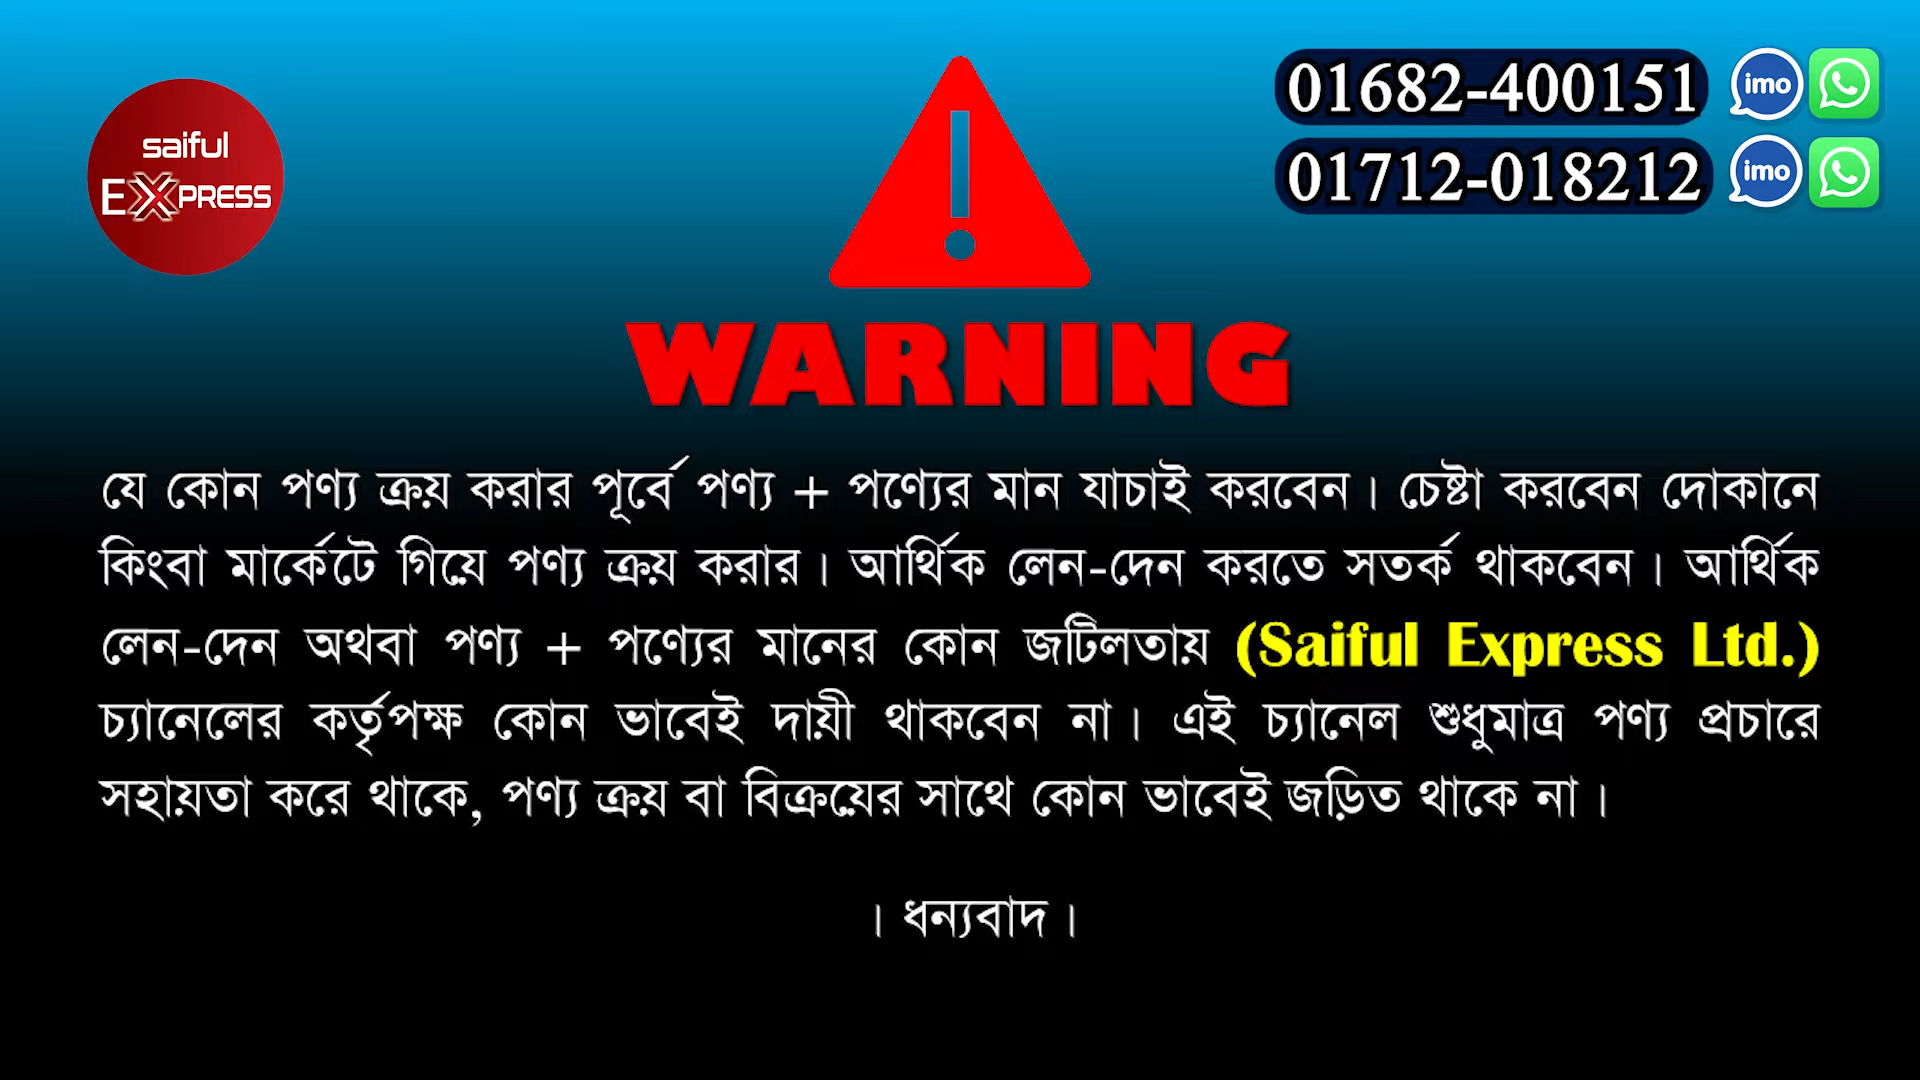 saiful
EXPRESS
01682-400151 imo
01712-018212 imo
WARNING
যে কোন পণ্য ক্রয় করার পূর্বে পণ্য + পণ্যের মান যাচাই করবেন। চেষ্টা করবেন দোকানে
কিংবা মার্কেটে গিয়ে পণ্য ক্রয় করার। আর্থিক লেন-দেন করতে সতর্ক থাকবেন। আর্থিক
লেন-দেন অথবা পণ্য + পণ্যের মানের কোন জটিলতায় (Saiful Express Ltd.)
চ্যানেলের কর্তৃপক্ষ কোন ভাবেই দায়ী থাকবেন না। এই চ্যানেল শুধুমাত্র পণ্য প্রচারে
সহায়তা করে থাকে, পণ্য ক্রয় বা বিক্রয়ের সাথে কোন ভাবেই জড়িত থাকে না।
। ধন্যবাদ।